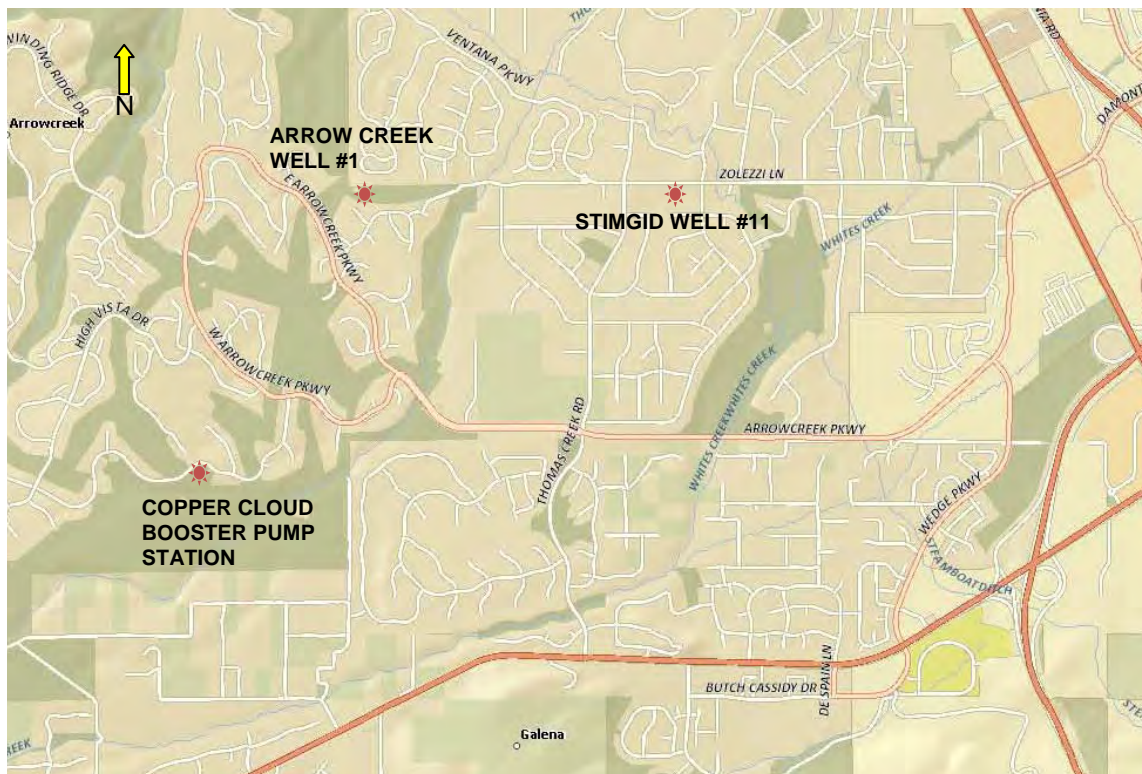 WINDING RIDGE DR
Arrowcreek
N
VENTANA PKWY
DAMONT
ARROW CREEK
WELL #1
E ARROWCREEK PKWY
ZOLEZZI LN
STIMGID WELL #11
WHITES CREEK
HIGH VISTA DR
W ARROWCREEK PKWY
THOMAS CREEK RD
WHITES CREEK WHITES CREEK
ARROWCREEK PKWY
WEDGE PKWY
COPPER CLOUD
BOOSTER PUMP
STATION
STEAMBOAT DITCH
BUTCH CASSIDY DR
DE SPAIN LN
Galena
CREEK